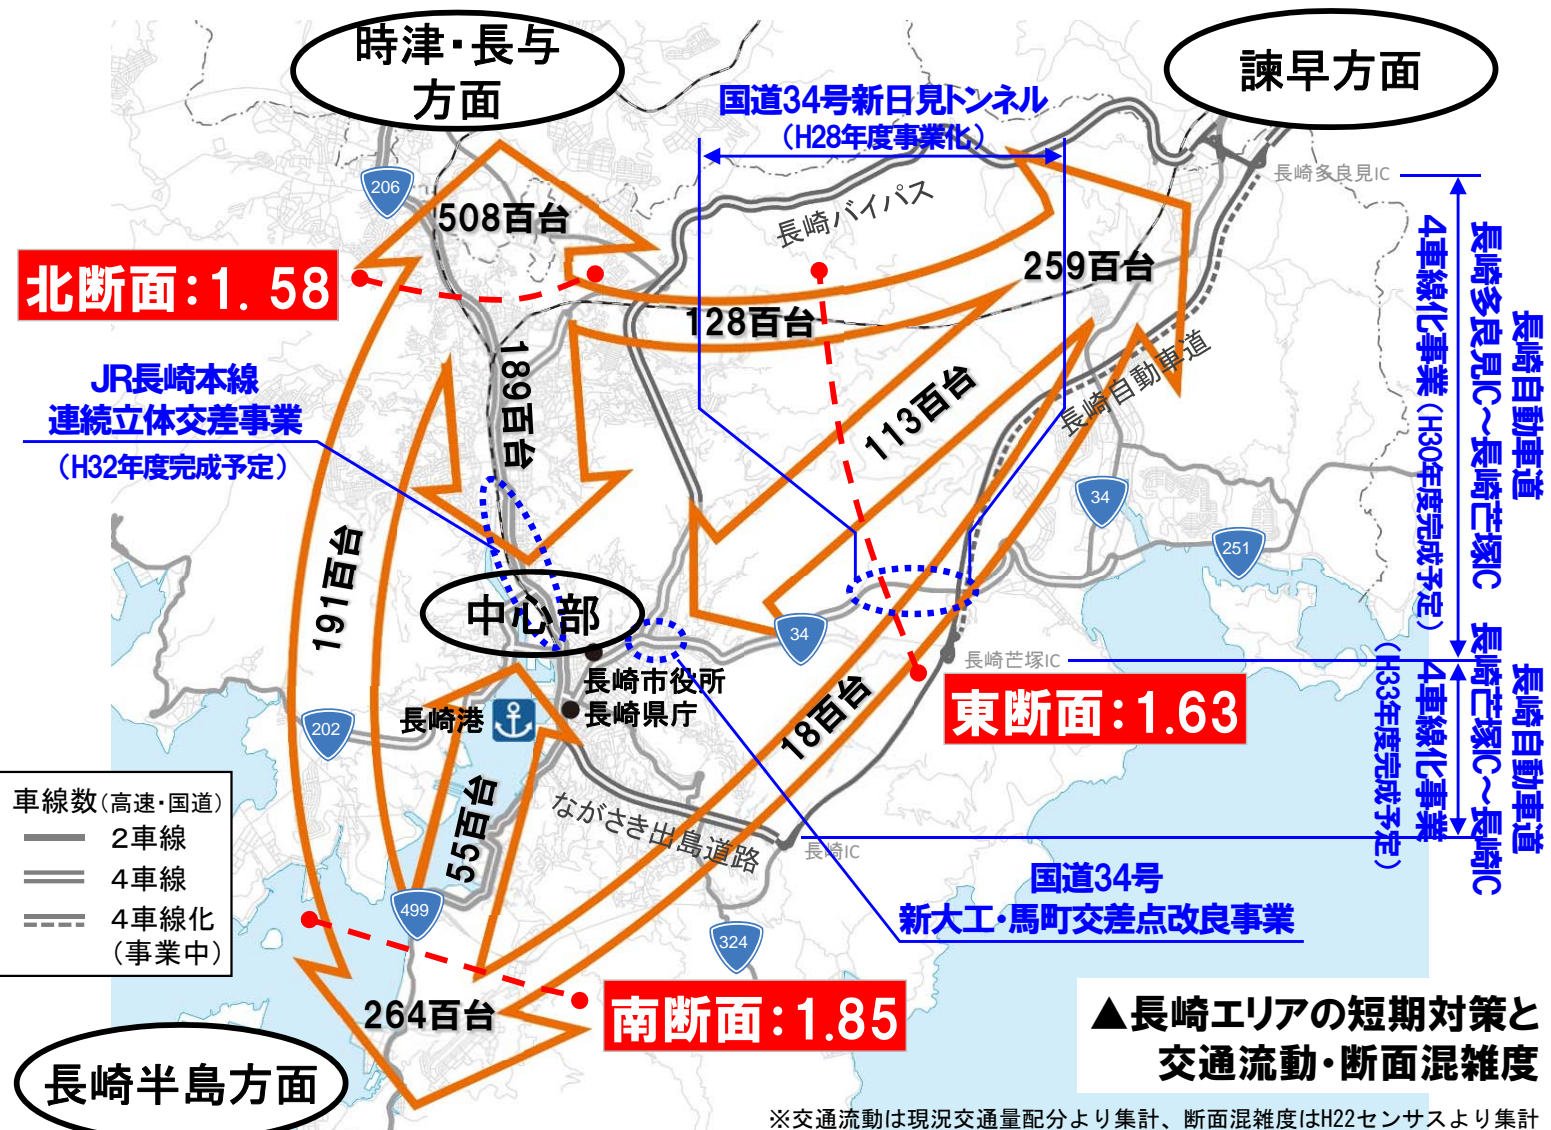 時津・長与
方面
諫早方面
国道34号新日見トンネル
（H28年度事業化）
206
508百台
長崎バイパス
長崎多良見IC
北断面：1.58
259百台
128百台
189百台
JR長崎本線
連続立体交差事業
（H32年度完成予定）
113百台
長崎自動車道
長崎自動車道
長崎多良見IC～長崎芒塚IC
4車線化事業（H30年度完成予定）
34
251
191百台
中心部
34
長崎芒塚IC
長崎市役所
長崎県庁
長崎港
202
18百台
東断面：1.63
長崎自動車道
長崎芒塚IC～長崎IC
4車線化事業
（H33年度完成予定）
車線数（高速・国道）
2車線
4車線
4車線化
（事業中）
55百台
ながさき出島道路
長崎IC
国道34号
新大工・馬町交差点改良事業
499
324
264百台
南断面：1.85
長崎半島方面
▲長崎エリアの短期対策と
交通流動・断面混雑度
※交通流動は現況交通量配分より集計、断面混雑度はH22センサスより集計